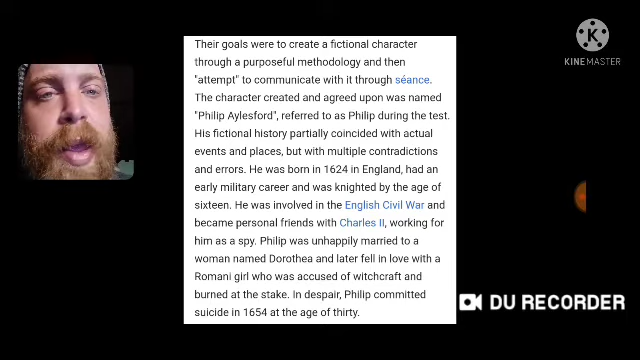 Their goals were to create a fictional character
through a purposeful methodology and then
"attempt" to communicate with it through séance.
The character created and agreed upon was named
"Philip Aylesford", referred to as Philip during the test.
His fictional history partially coincided with actual
events and places, but with multiple contradictions
and errors. He was born in 1624 in England, had an
early military career and was knighted by the age of
sixteen. He was involved in the English Civil War and
became personal friends with Charles II, working for
him as a spy. Philip was unhappily married to a
woman named Dorothea and later fell in love with a
Romani girl who was accused of witchcraft and
burned at the stake. In despair, Philip committed
suicide in 1654 at the age of thirty.
K
KINEMASTER
DU RECORDER